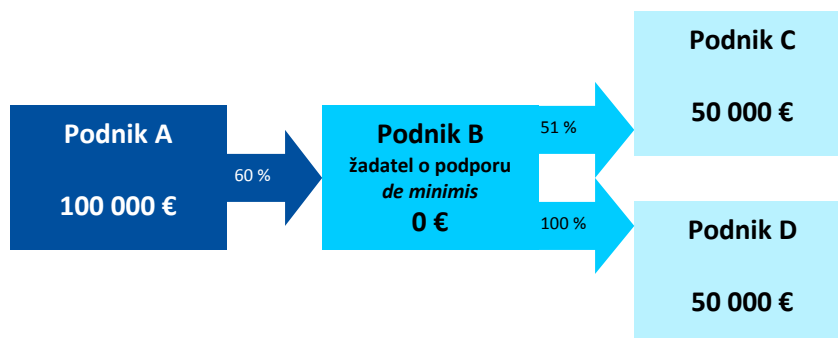 Podnik A
100 000 €
60 %
Podnik B
žadatel o podporu
de minimis
0 €
51 %
100 %
Podnik C
50 000 €
Podnik D
50 000 €